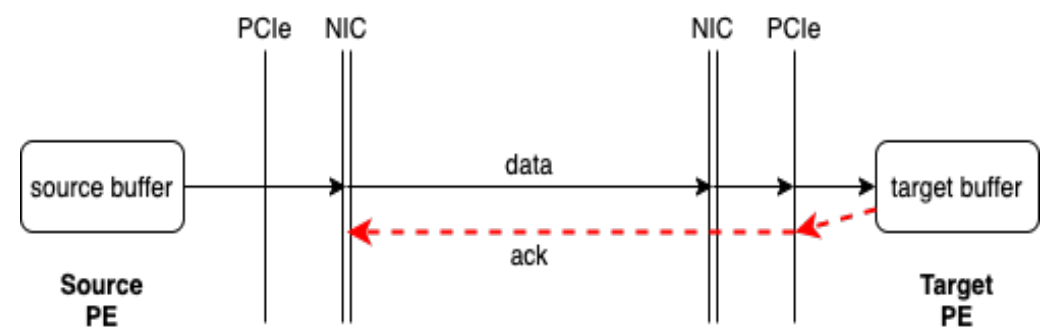 PCIe NIC NIC PCIe
data
source buffer target buffer
ack
Source Target
PE PE